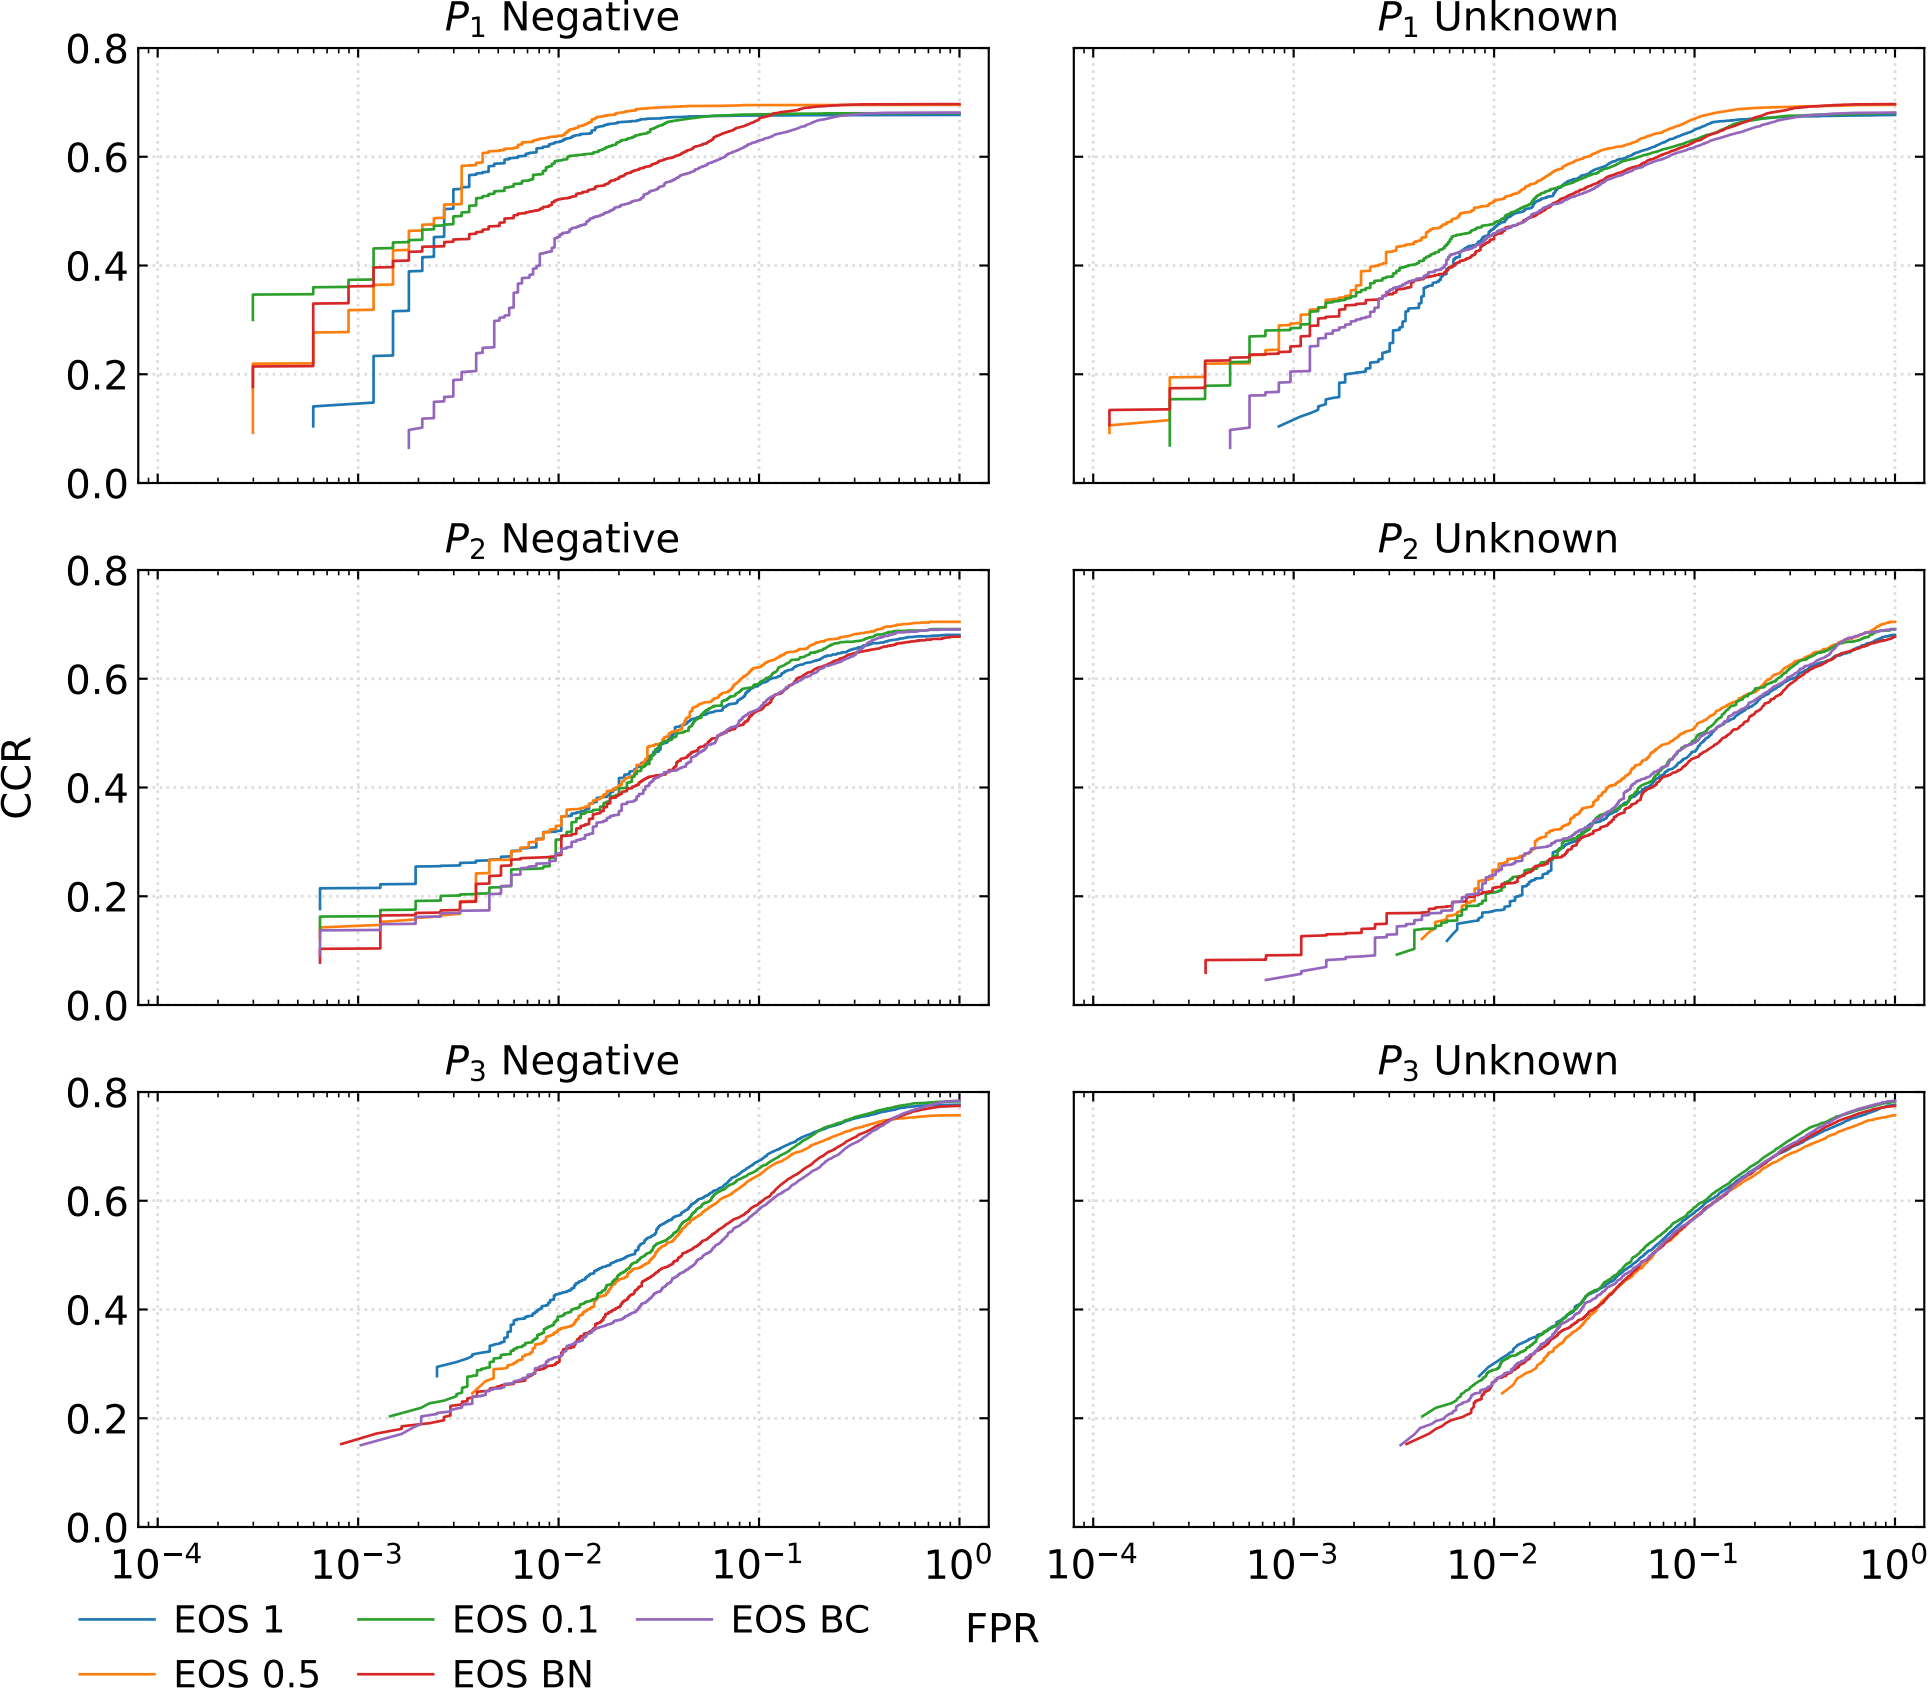 P₁ Negative
P₁ Unknown
0.8
0.6
0.4
0.2
0.0
P₂ Negative
P₂ Unknown
0.8
0.6
0.4
0.2
0.0
CCR
P₃ Negative
P₃ Unknown
0.8
0.6
0.4
0.2
0.0
10⁻⁴ 10⁻³ 10⁻² 10⁻¹ 10⁰
10⁻⁴ 10⁻³ 10⁻² 10⁻¹ 10⁰
EOS 1 EOS 0.1 EOS BC
FPR
EOS 0.5 EOS BN